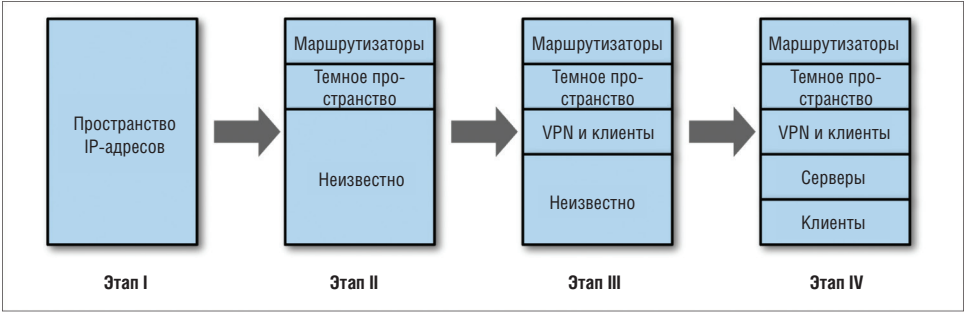 Пространство
IP-адресов
Этап I
Маршрутизаторы
Темное про-
странство
Неизвестно
Этап II
Маршрутизаторы
Темное про-
странство
VPN и клиенты
Неизвестно
Этап III
Маршрутизаторы
Темное про-
странство
VPN и клиенты
Серверы
Клиенты
Этап IV